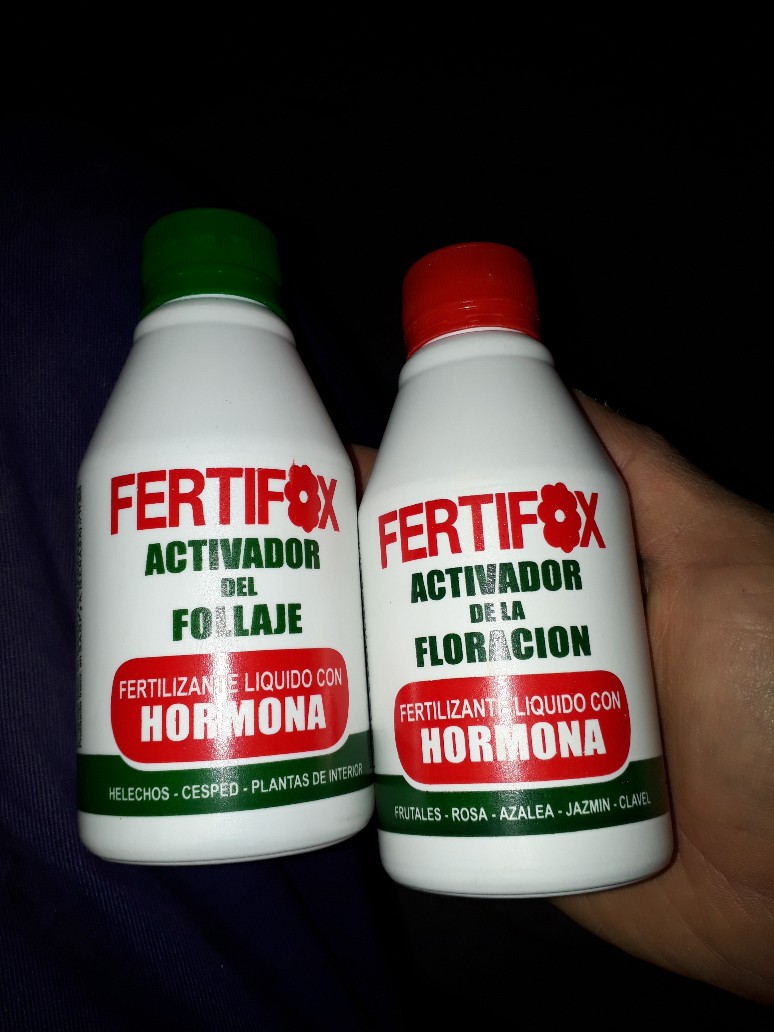 FERTIFOX
ACTIVADOR
DEL
FOLLAJE
FERTILIZANTE LIQUIDO CON
HORMONA
HELECHOS - CESPED - PLANTAS DE INTERIOR
FERTIFOX
ACTIVADOR
DE LA
FLORACION
FERTILIZANTE LIQUIDO CON
HORMONA
FRUTALES - ROSA - AZALEA - JAZMIN - CLAVEL